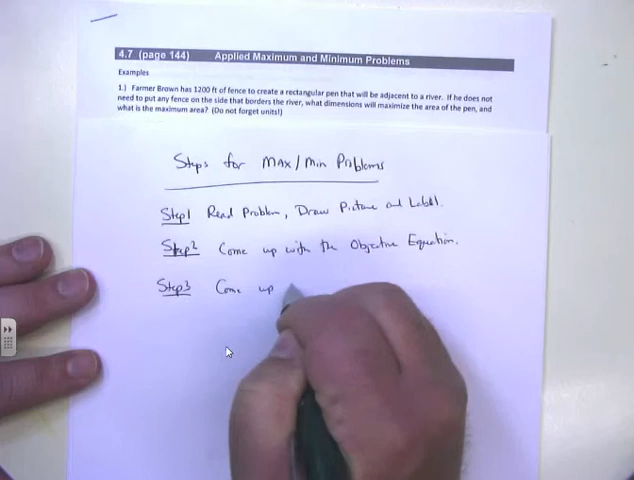 4.7 (page 144) Applied Maximum and Minimum Problems
Examples
1.) Farmer Brown has 1200 ft of fence to create a rectangular pen that will be adjacent to a river. If he does not
need to put any fence on the side that borders the river, what dimensions will maximize the area of the pen, and
what is the maximum area? (Do not forget units!)
Steps for Max/Min Problems
Step1 Read Problem, Draw Picture and Label.
Step2 Come up with the Objective Equation.
Step3 Come up